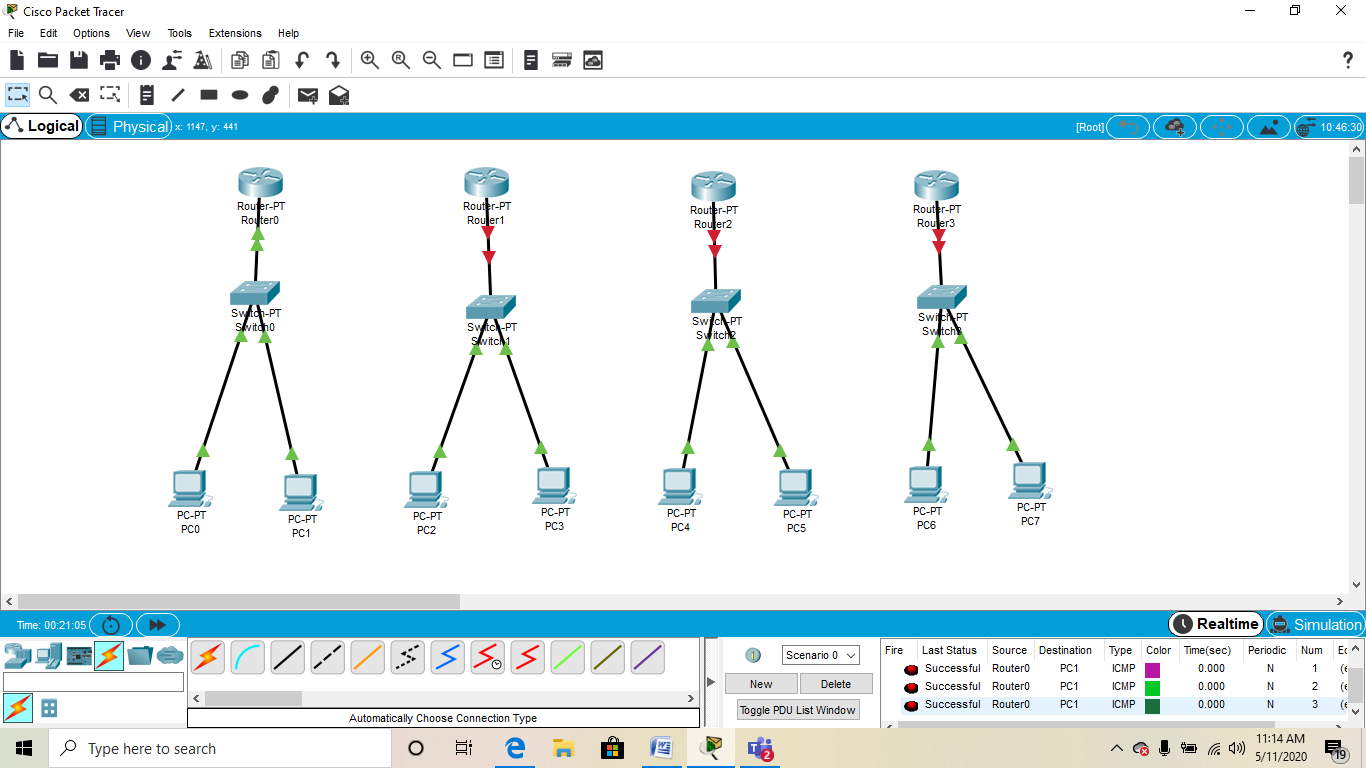 Cisco Packet Tracer
File Edit Options View Tools Extensions Help
?
Logical Physical x: 1147, y: 441 [Root] 10:46:30
Router-PT Router-PT Router-PT Router-PT
Router0 Router1 Router2 Router3
Switch-PT Switch-PT Switch-PT Switch-PT
Switch0 Switch1 Switch2 Switch3
PC-PT PC-PT PC-PT PC-PT PC-PT PC-PT PC-PT PC-PT
PC0 PC1 PC2 PC3 PC4 PC5 PC6 PC7
Time: 00:21:05 Realtime Simulation
Scenario 0
New Delete
Toggle PDU List Window
Fire Last Status Source Destination Type Color Time(sec) Periodic Num
Successful Router0 PC1 ICMP 0.000 N 1 (e
Successful Router0 PC1 ICMP 0.000 N 2 (e
Successful Router0 PC1 ICMP 0.000 N 3 (e
Automatically Choose Connection Type
Type here to search
2
11:14 AM
5/11/2020
19